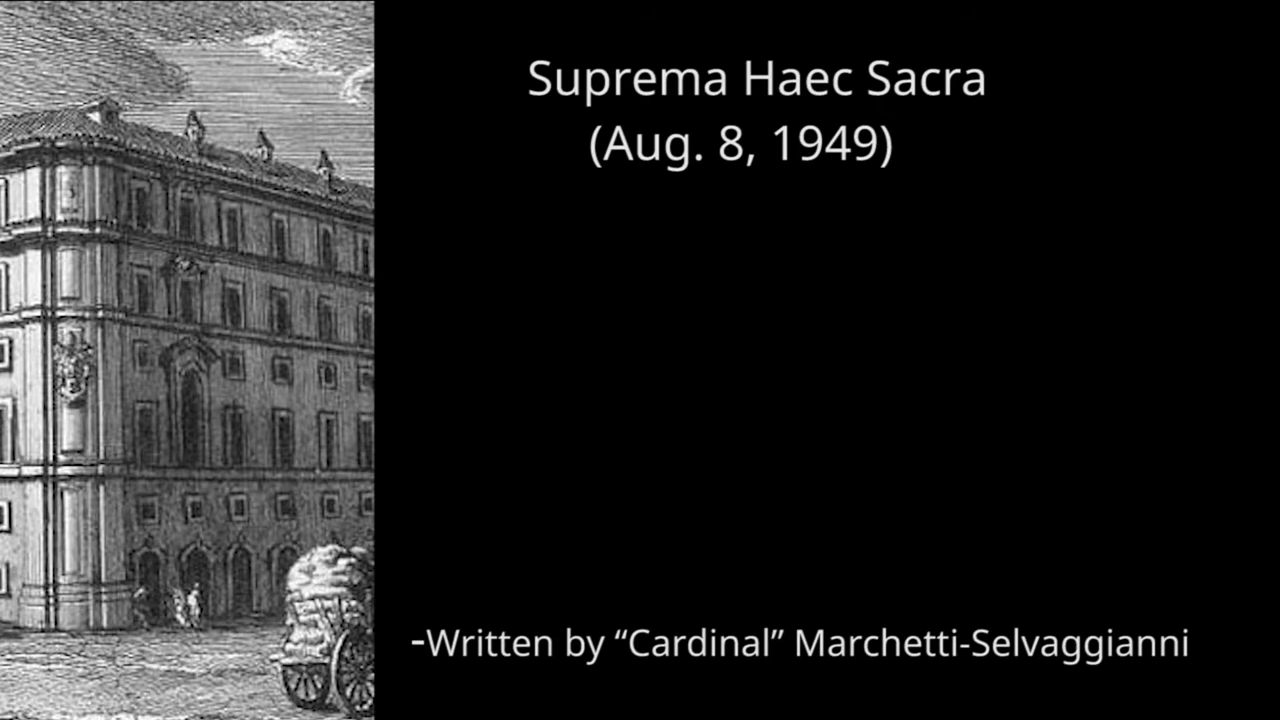 Suprema Haec Sacra
(Aug. 8, 1949)
-Written by “Cardinal” Marchetti-Selvaggianni